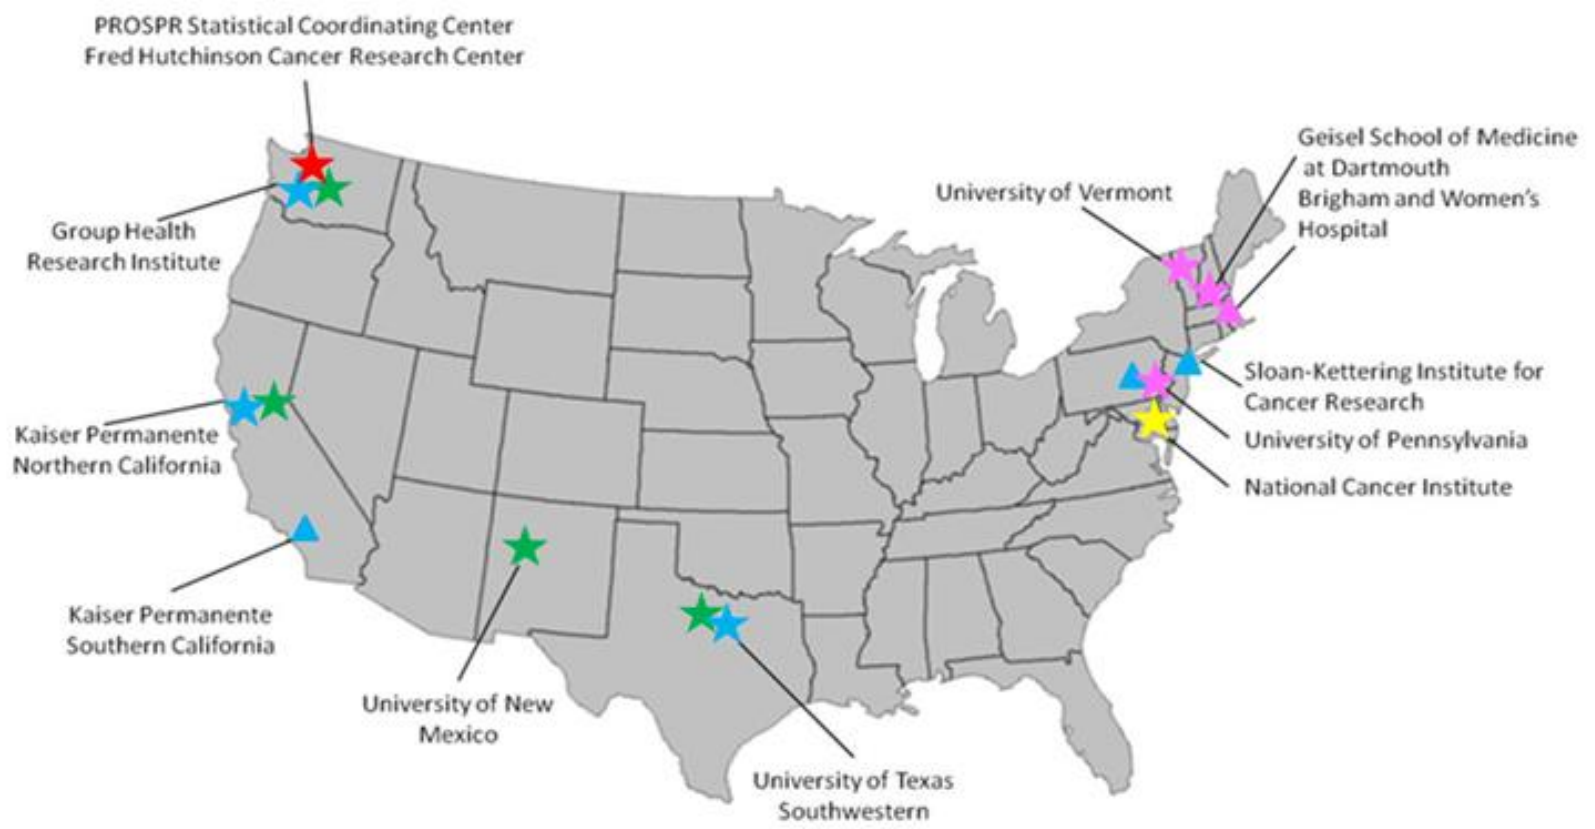 PROSPR Statistical Coordinating Center
Fred Hutchinson Cancer Research Center
Geisel School of Medicine
at Dartmouth
Brigham and Women's
Hospital
University of Vermont
Group Health
Research Institute
Sloan-Kettering Institute for
Cancer Research
University of Pennsylvania
National Cancer Institute
Kaiser Permanente
Northern California
Kaiser Permanente
Southern California
University of New
Mexico
University of Texas
Southwestern